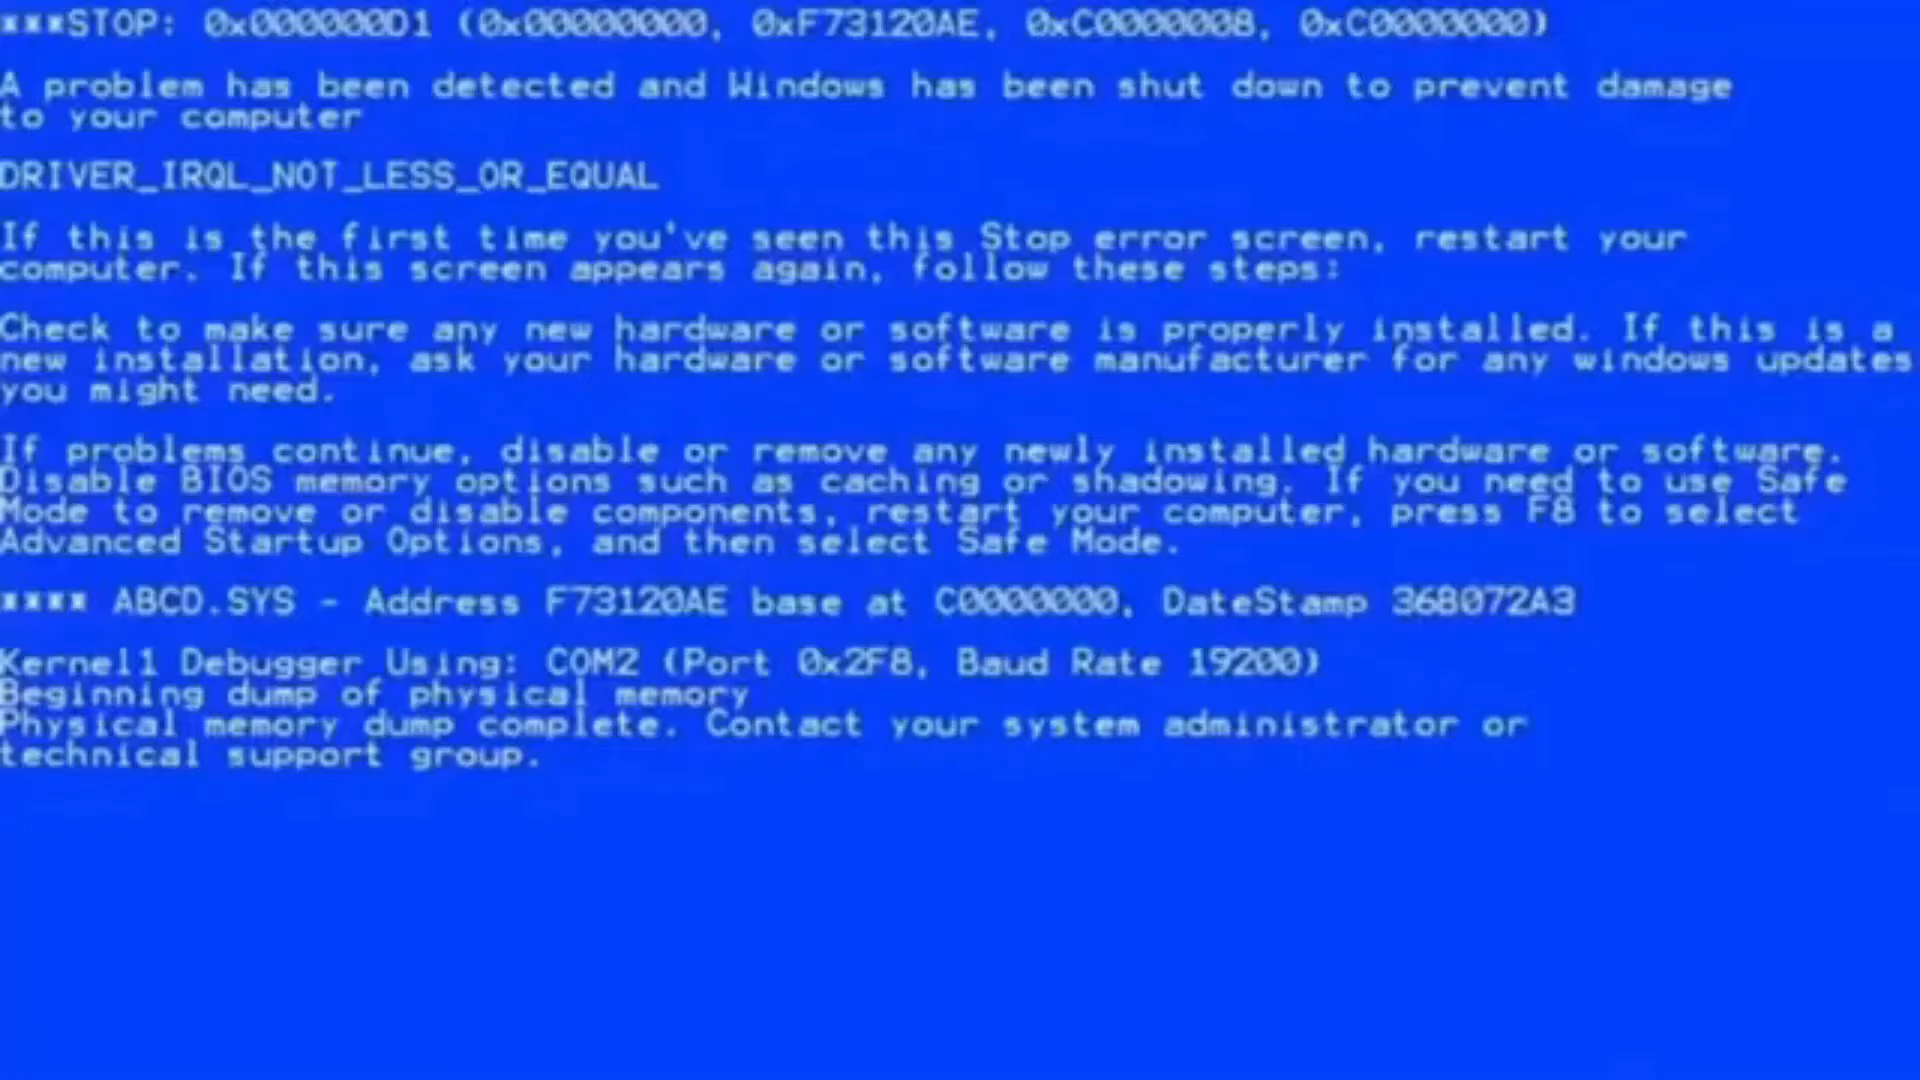 ***STOP: 0x000000D1 (0x00000000, 0xF73120AE, 0xC0000008, 0xC0000000)
A problem has been detected and Windows has been shut down to prevent damage
to your computer
DRIVER_IRQL_NOT_LESS_OR_EQUAL
If this is the first time you've seen this Stop error screen, restart your
computer. If this screen appears again, follow these steps:
Check to make sure any new hardware or software is properly installed. If this is a
new installation, ask your hardware or software manufacturer for any windows updates
you might need.
If problems continue, disable or remove any newly installed hardware or software.
Disable BIOS memory options such as caching or shadowing. If you need to use Safe
Mode to remove or disable components, restart your computer, press F8 to select
Advanced Startup Options, and then select Safe Mode.
**** ABCD.SYS - Address F73120AE base at C0000000, DateStamp 36B072A3
Kernel1 Debugger Using: COM2 (Port 0x2F8, Baud Rate 19200)
Beginning dump of physical memory
Physical memory dump complete. Contact your system administrator or
technical support group.